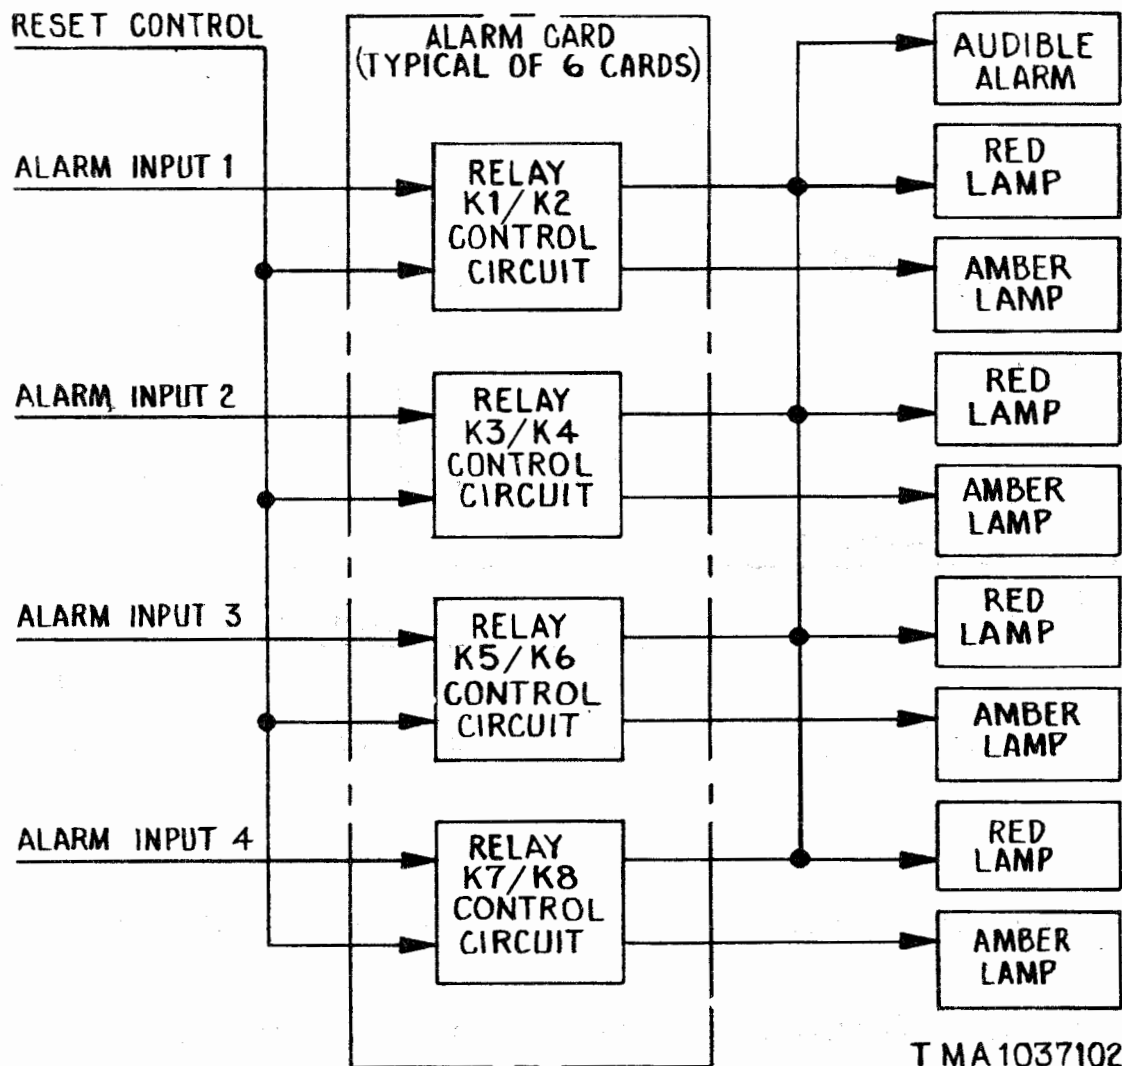 RESET CONTROL
ALARM CARD
(TYPICAL OF 6 CARDS)
AUDIBLE
ALARM
ALARM INPUT 1
RELAY
K1/K2
CONTROL
CIRCUIT
RED
LAMP
AMBER
LAMP
ALARM INPUT 2
RELAY
K3/K4
CONTROL
CIRCUIT
RED
LAMP
AMBER
LAMP
ALARM INPUT 3
RELAY
K5/K6
CONTROL
CIRCUIT
RED
LAMP
AMBER
LAMP
ALARM INPUT 4
RELAY
K7/K8
CONTROL
CIRCUIT
RED
LAMP
AMBER
LAMP
TMA1037102